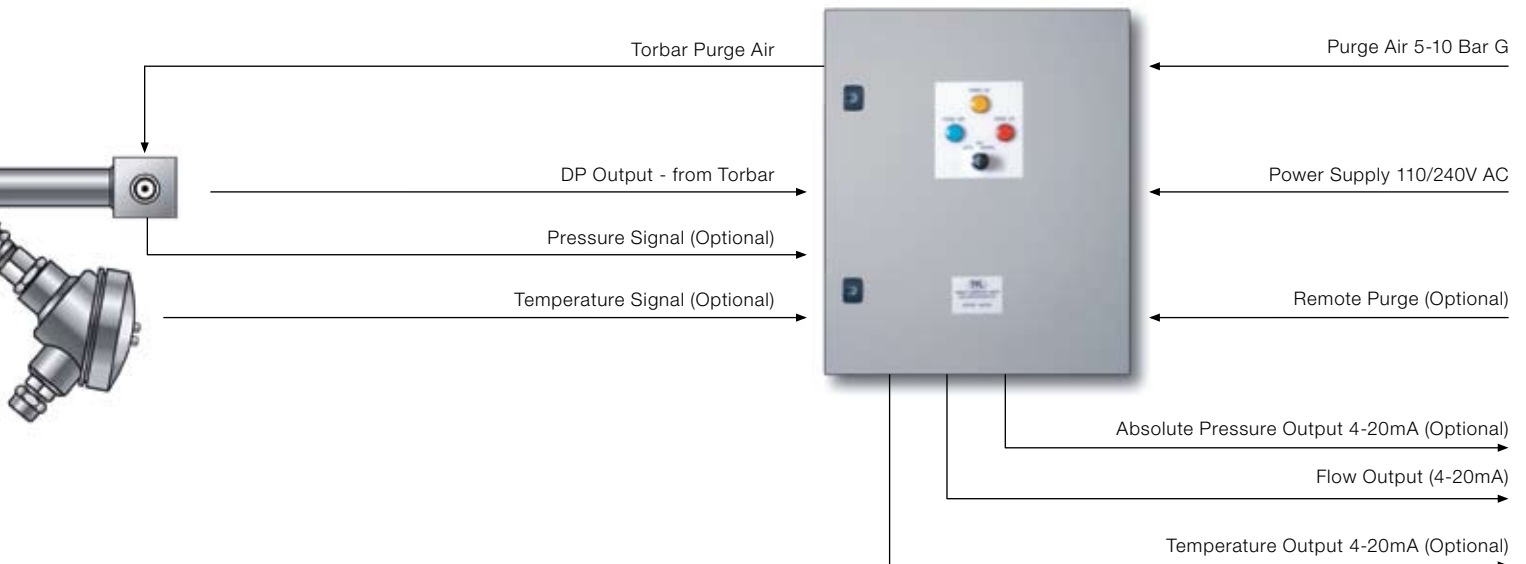 Torbar Purge Air
Purge Air 5-10 Bar G
DP Output - from Torbar
Power Supply 110/240V AC
Pressure Signal (Optional)
Temperature Signal (Optional)
Remote Purge (Optional)
Absolute Pressure Output 4-20mA (Optional)
Flow Output (4-20mA)
Temperature Output 4-20mA (Optional)